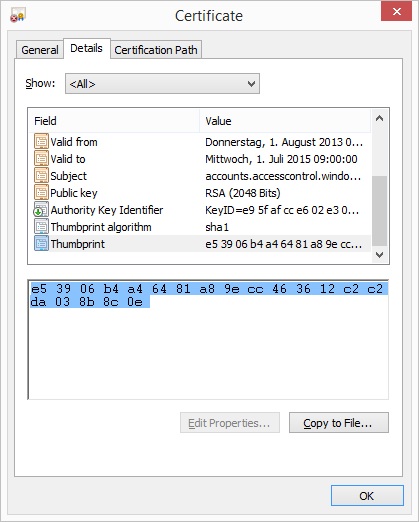 Certificate
General Details Certification Path
Show: <All>
Field Value
Valid from Donnerstag, 1. August 2013 0...
Valid to Mittwoch, 1. Juli 2015 09:00:00
Subject accounts.accesscontrol.windo...
Public key RSA (2048 Bits)
Authority Key Identifier KeyID=e9 5f af cc e6 02 e3 0...
Thumbprint algorithm sha1
Thumbprint e5 39 06 b4 a4 64 81 a8 9e cc...
e5 39 06 b4 a4 64 81 a8 9e cc 46 36 12 c2 c2
da 03 8b 8c 0e
Edit Properties... Copy to File...
OK